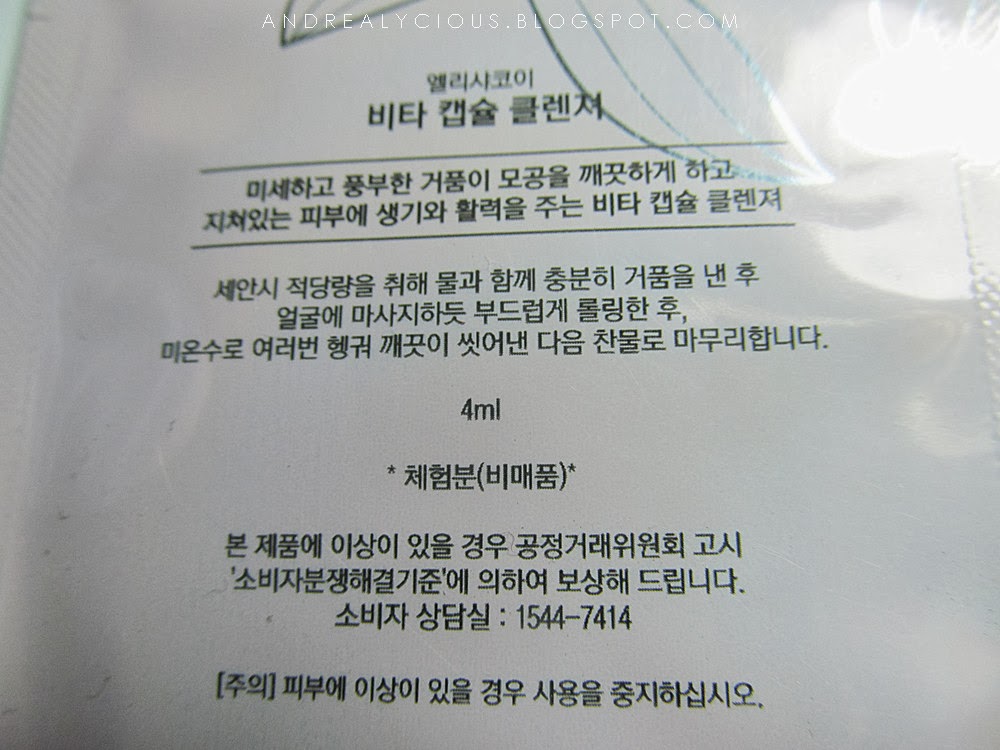 ANDREALYCIOUS.BLOGSPOT.COM
엘리샤코이
비타 캡슐 클렌져
미세하고 풍부한 거품이 모공을 깨끗하게 하고
지쳐있는 피부에 생기와 활력을 주는 비타 캡슐 클렌져
세안시 적당량을 취해 물과 함께 충분히 거품을 낸 후
얼굴에 마사지하듯 부드럽게 롤링한 후,
미온수로 여러번 헹궈 깨끗이 씻어낸 다음 찬물로 마무리합니다.
4ml
* 체험분(비매품)*
본 제품에 이상이 있을 경우 공정거래위원회 고시
'소비자분쟁해결기준'에 의하여 보상해 드립니다.
소비자 상담실 : 1544-7414
[주의] 피부에 이상이 있을 경우 사용을 중지하십시오.